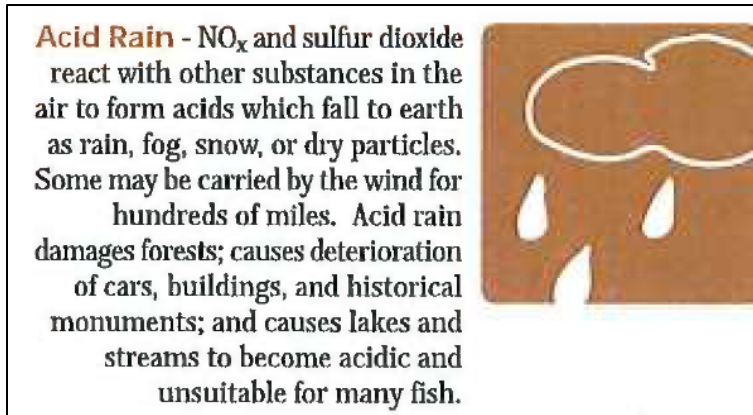 Acid Rain - NOx and sulfur dioxide
react with other substances in the
air to form acids which fall to earth
as rain, fog, snow, or dry particles.
Some may be carried by the wind for
hundreds of miles. Acid rain
damages forests; causes deterioration
of cars, buildings, and historical
monuments; and causes lakes and
streams to become acidic and
unsuitable for many fish.